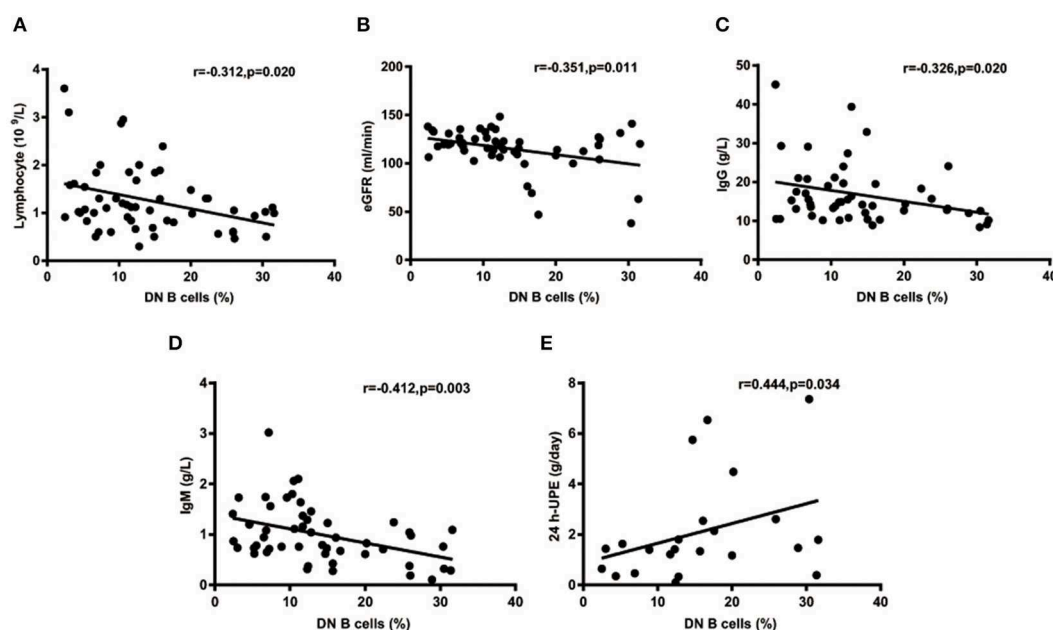 A
r=-0.312,p=0.020
Lymphocyte (10⁹/L)
4
3
2
1
0
0 10 20 30 40
DN B cells (%)
B
r=-0.351,p=0.011
eGFR (ml/min)
200
150
100
50
0
0 10 20 30 40
DN B cells (%)
C
r=-0.326,p=0.020
IgG (g/L)
50
40
30
20
10
0
0 10 20 30 40
DN B cells (%)
D
r=-0.412,p=0.003
IgM (g/L)
4
3
2
1
0
0 10 20 30 40
DN B cells (%)
E
r=0.444,p=0.034
24 h-UPE (g/day)
8
6
4
2
0
0 10 20 30 40
DN B cells (%)